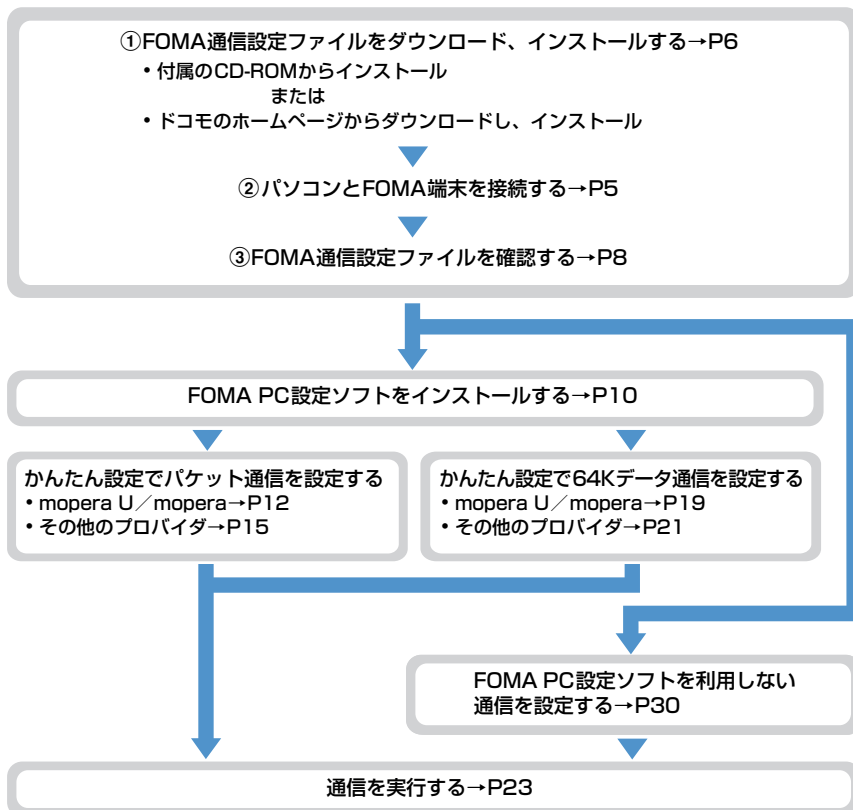 ①FOMA通信設定ファイルをダウンロード、インストールする→P6
・付属のCD-ROMからインストール
または
・ドコモのホームページからダウンロードし、インストール
②パソコンとFOMA端末を接続する→P5
③FOMA通信設定ファイルを確認する→P8
FOMA PC設定ソフトをインストールする→P10
かんたん設定でパケット通信を設定する
・mopera U／mopera→P12
・その他のプロバイダ→P15
かんたん設定で64Kデータ通信を設定する
・mopera U／mopera→P19
・その他のプロバイダ→P21
FOMA PC設定ソフトを利用しない
通信を設定する→P30
通信を実行する→P23